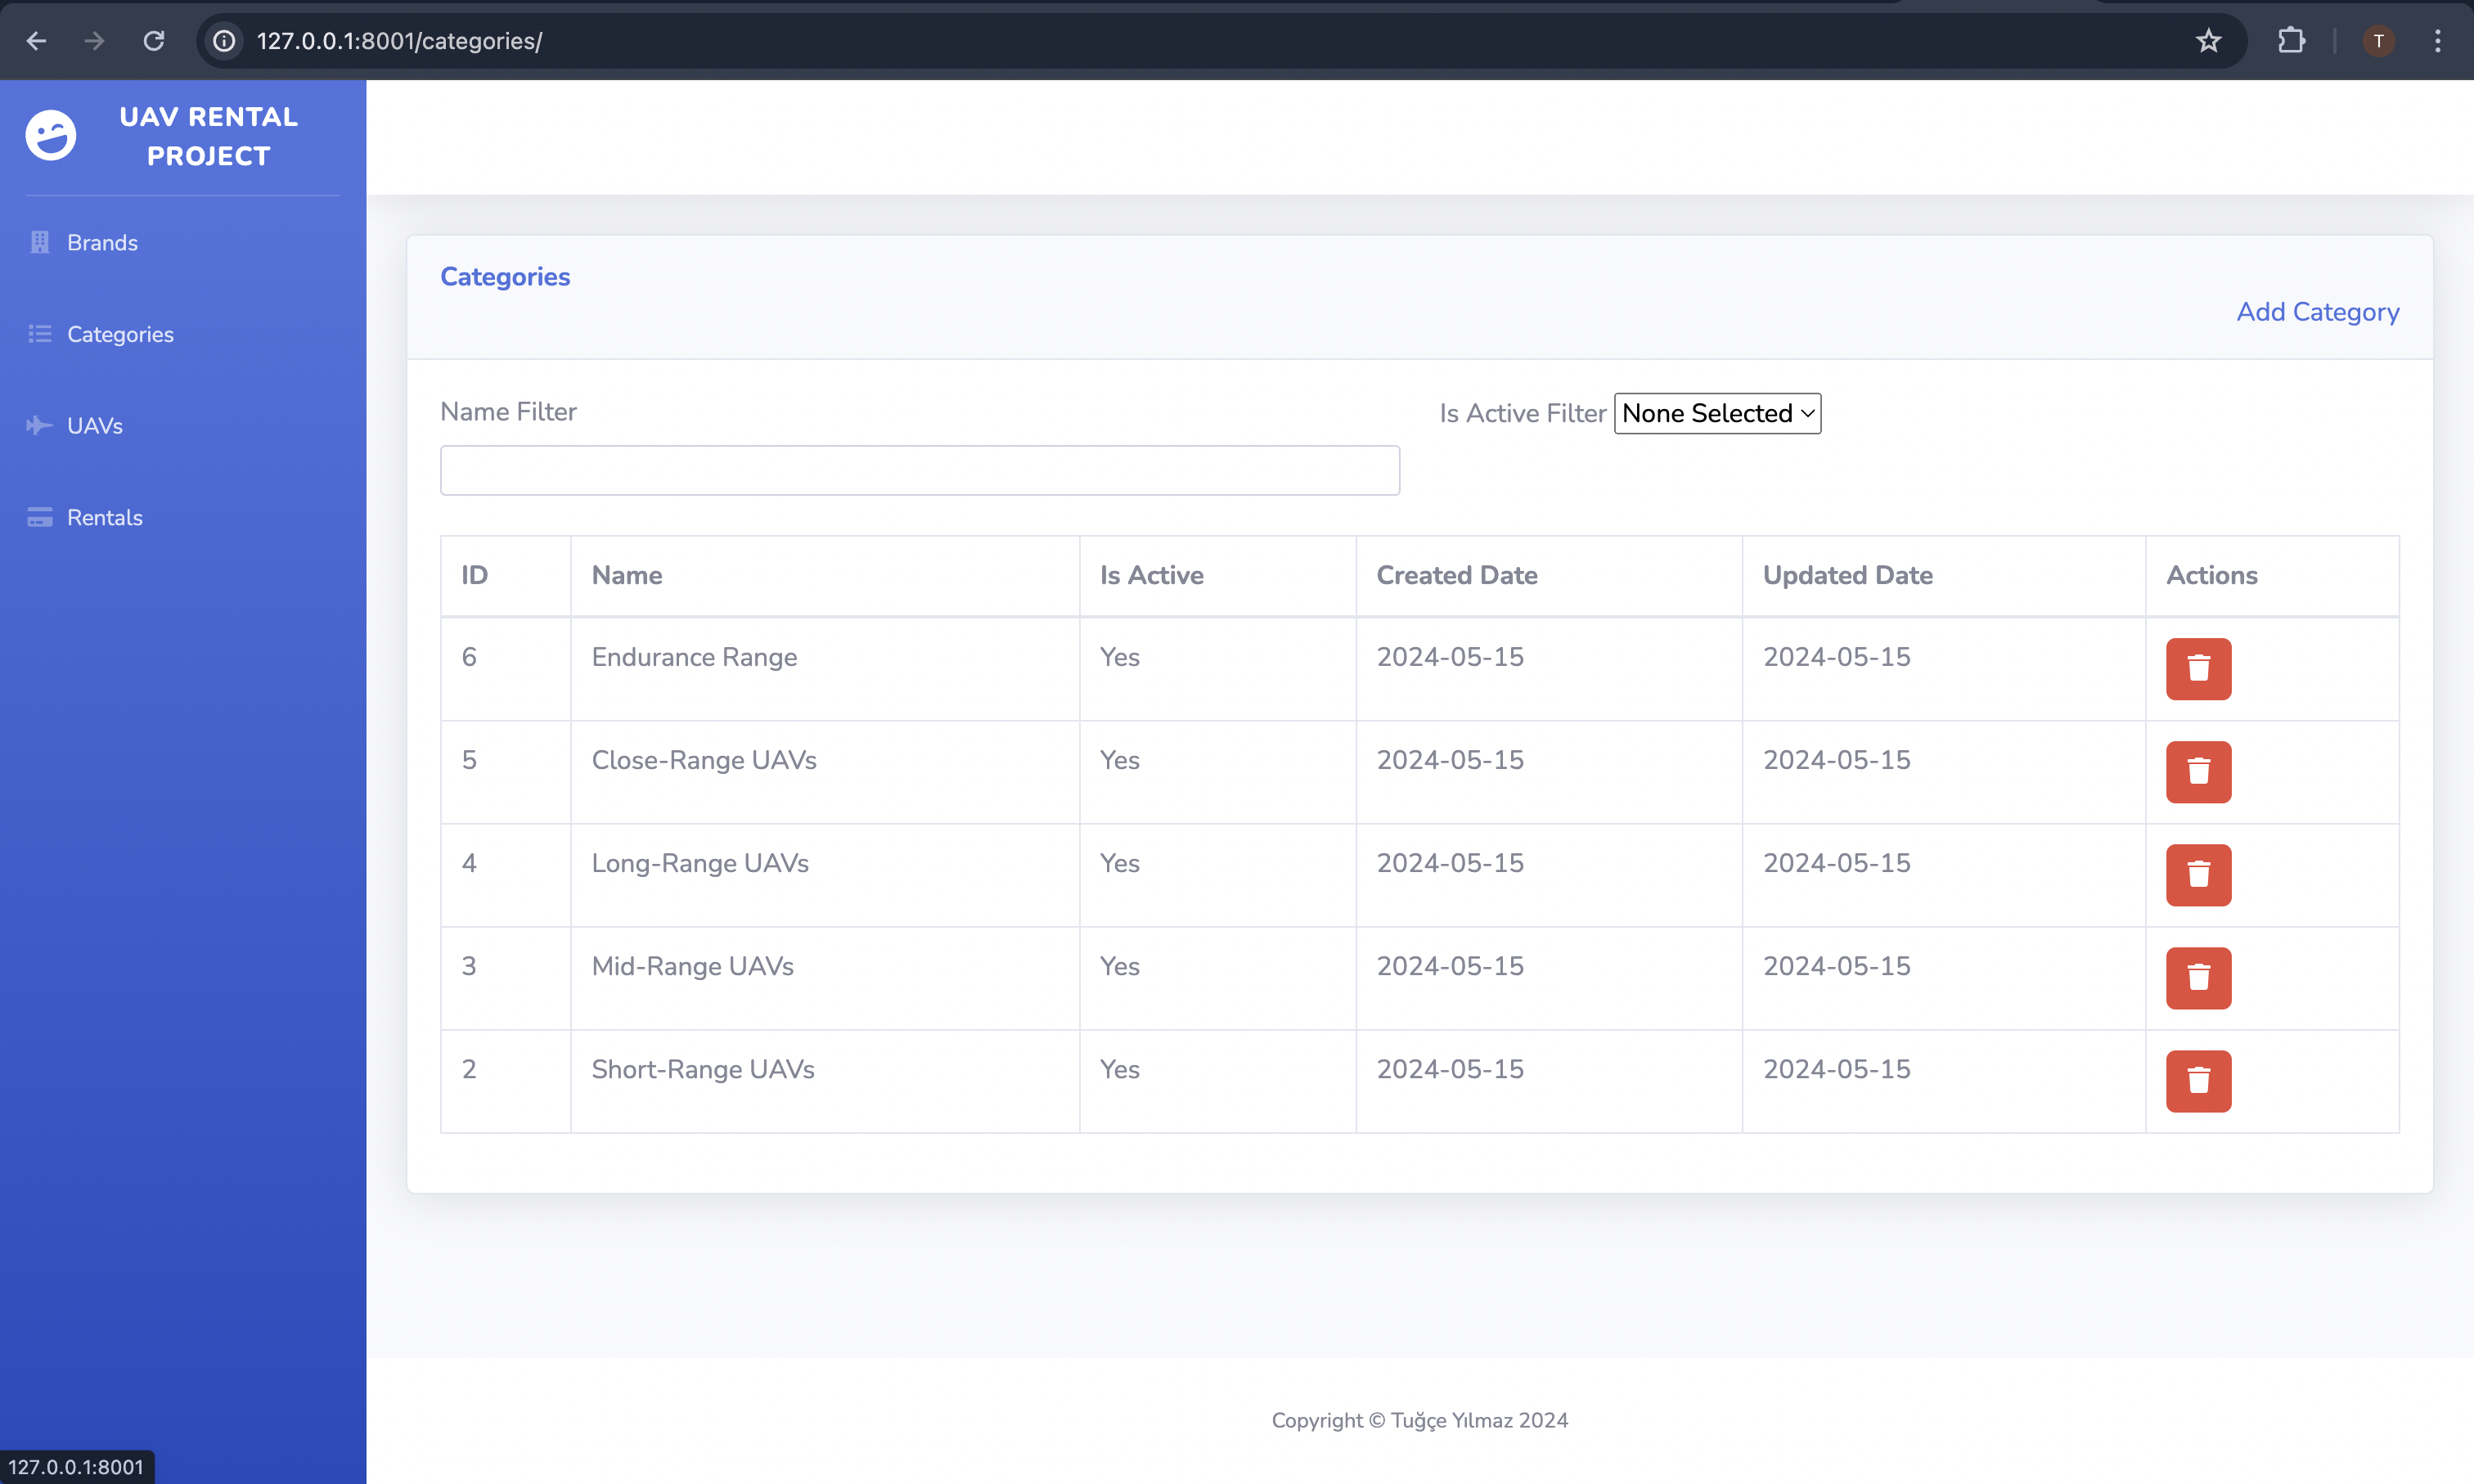 127.0.0.1:8001/categories/
T
UAV RENTAL
PROJECT
Brands
Categories
UAVs
Rentals
Categories
Add Category
Name Filter
Is Active Filter None Selected
ID Name Is Active Created Date Updated Date Actions
6 Endurance Range Yes 2024-05-15 2024-05-15
5 Close-Range UAVs Yes 2024-05-15 2024-05-15
4 Long-Range UAVs Yes 2024-05-15 2024-05-15
3 Mid-Range UAVs Yes 2024-05-15 2024-05-15
2 Short-Range UAVs Yes 2024-05-15 2024-05-15
Copyright © Tuğçe Yılmaz 2024
127.0.0.1:8001